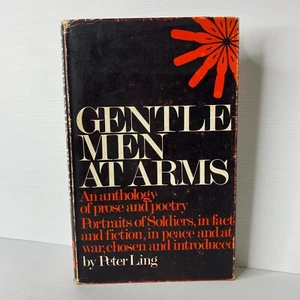 GENTLE
MEN
AT ARMS
An anthology
of prose and poetry
Portraits of Soldiers, in fact
and fiction, in peace and at
war, chosen and introduced
by Peter Ling